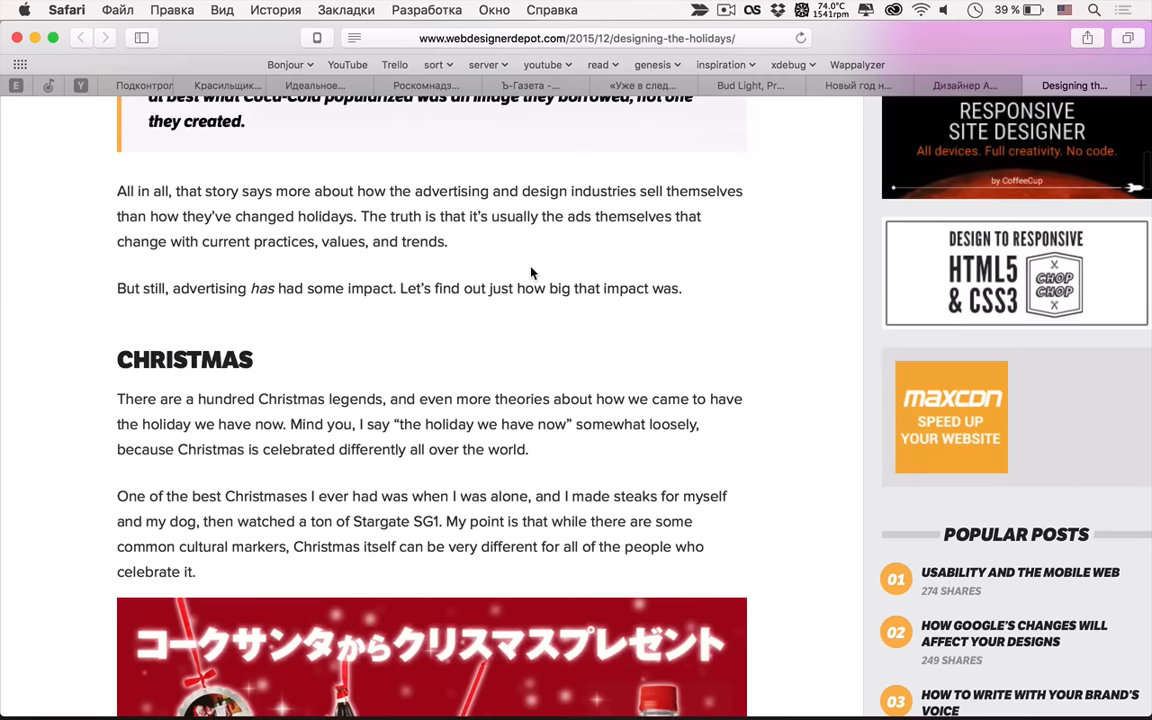 Safari Файл Правка Вид История Закладки Разработка Окно Справка 74.0°C 1541rpm 39 %
www.webdesignerdepot.com/2015/12/designing-the-holidays/
Bonjour YouTube Trello sort server youtube read genesis inspiration xdebug Wappalyzer
E Y Подконтрол Красильщик... Идеальное... Роскомнадз... Ъ-Газета -... «Уже в след... Bud Light, Pr... Новый год н... Дизайнер А... Designing th...
at best what Coca-Cola popularized was an image they borrowed, not one
they created.
All in all, that story says more about how the advertising and design industries sell themselves
than how they've changed holidays. The truth is that it's usually the ads themselves that
change with current practices, values, and trends.
But still, advertising has had some impact. Let's find out just how big that impact was.
CHRISTMAS
There are a hundred Christmas legends, and even more theories about how we came to have
the holiday we have now. Mind you, I say “the holiday we have now” somewhat loosely,
because Christmas is celebrated differently all over the world.
One of the best Christmases I ever had was when I was alone, and I made steaks for myself
and my dog, then watched a ton of Stargate SG1. My point is that while there are some
common cultural markers, Christmas itself can be very different for all of the people who
celebrate it.
コークサンタからクリスマスプレゼント
RESPONSIVE
SITE DESIGNER
All devices. Full creativity. No code.
by CoffeeCup
DESIGN TO RESPONSIVE
HTML5
& CSS3
CHOP
CHOP
maxcdn
SPEED UP
YOUR WEBSITE
POPULAR POSTS
01 USABILITY AND THE MOBILE WEB
274 SHARES
02 HOW GOOGLE'S CHANGES WILL
AFFECT YOUR DESIGNS
249 SHARES
03 HOW TO WRITE WITH YOUR BRAND'S
VOICE